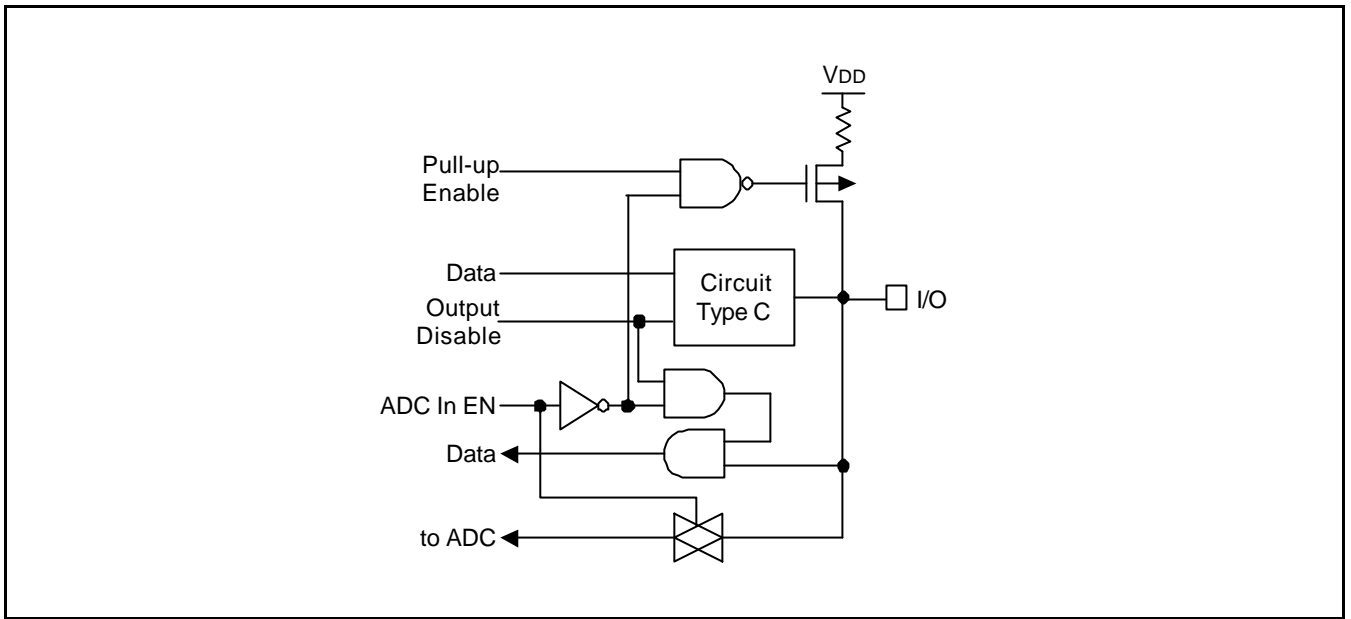 VDD
Pull-up
Enable
Data
Circuit
Type C
Output
Disable
I/O
ADC In EN
Data
to ADC